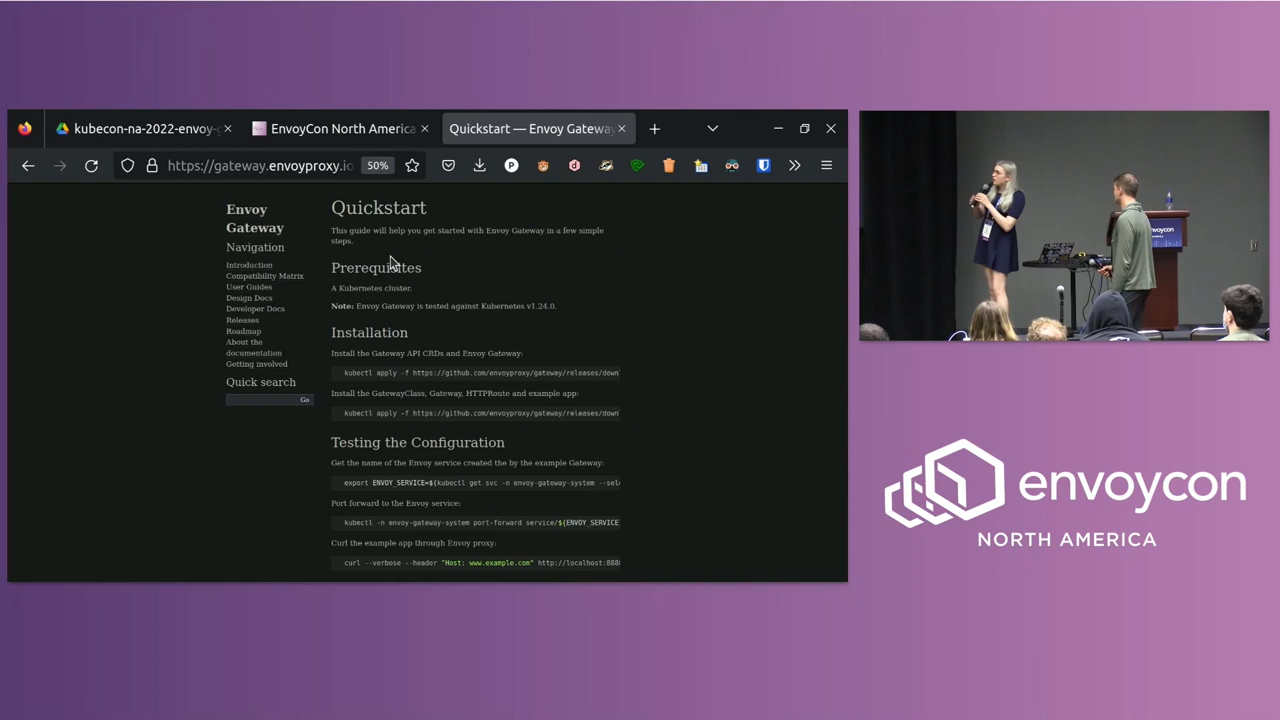 kubecon-na-2022-envoy-g
EnvoyCon North America
Quickstart — Envoy Gateway
https://gateway.envoyproxy.io
50%
Envoy
Gateway
Navigation
Introduction
Compatibility Matrix
User Guides
Design Docs
Developer Docs
Releases
Roadmap
About the
documentation
Getting involved
Quick search
Go
Quickstart
This guide will help you get started with Envoy Gateway in a few simple
steps.
Prerequisites
A Kubernetes cluster.
Note: Envoy Gateway is tested against Kubernetes v1.24.0.
Installation
Install the Gateway API CRDs and Envoy Gateway:
kubectl apply -f https://github.com/envoyproxy/gateway/releases/down
Install the GatewayClass, Gateway, HTTPRoute and example app:
kubectl apply -f https://github.com/envoyproxy/gateway/releases/down
Testing the Configuration
Get the name of the Envoy service created the by the example Gateway:
export ENVOY_SERVICE=$(kubectl get svc -n envoy-gateway-system --sele
Port forward to the Envoy service:
kubectl -n envoy-gateway-system port-forward service/${ENVOY_SERVICE
Curl the example app through Envoy proxy:
curl --verbose --header "Host: www.example.com" http://localhost:888
envoycon
envoycon
NORTH AMERICA